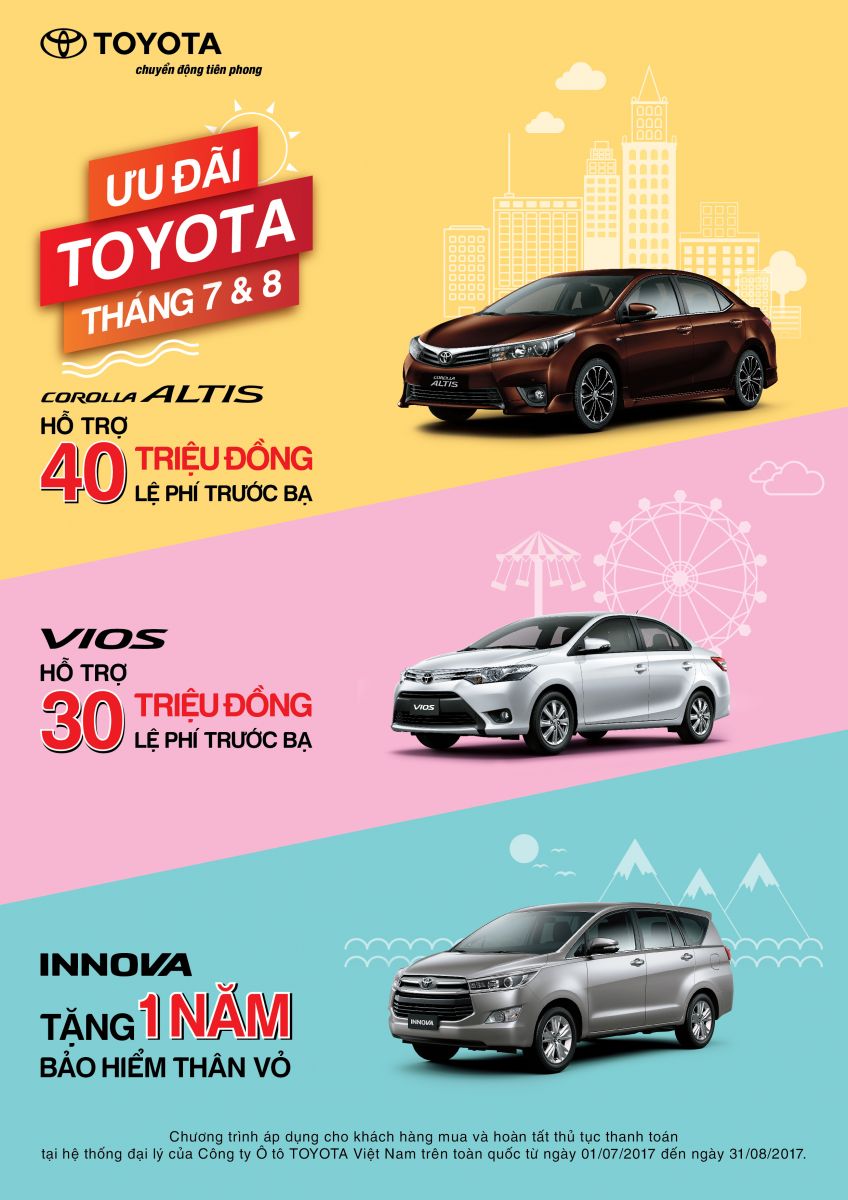 TOYOTA
chuyển động tiên phong
ƯU ĐÃI
TOYOTA
THÁNG 7 & 8
COROLLA ALTIS
HỖ TRỢ
40 TRIỆU ĐỒNG
LỆ PHÍ TRƯỚC BẠ
COROLLA
ALTIS
VIOS
HỖ TRỢ
30 TRIỆU ĐỒNG
LỆ PHÍ TRƯỚC BẠ
VIOS
INNOVA
TẶNG 1 NĂM
BẢO HIỂM THÂN VỎ
INNOVA
Chương trình áp dụng cho khách hàng mua và hoàn tất thủ tục thanh toán
tại hệ thống đại lý của Công ty Ô tô TOYOTA Việt Nam trên toàn quốc từ ngày 01/07/2017 đến ngày 31/08/2017.